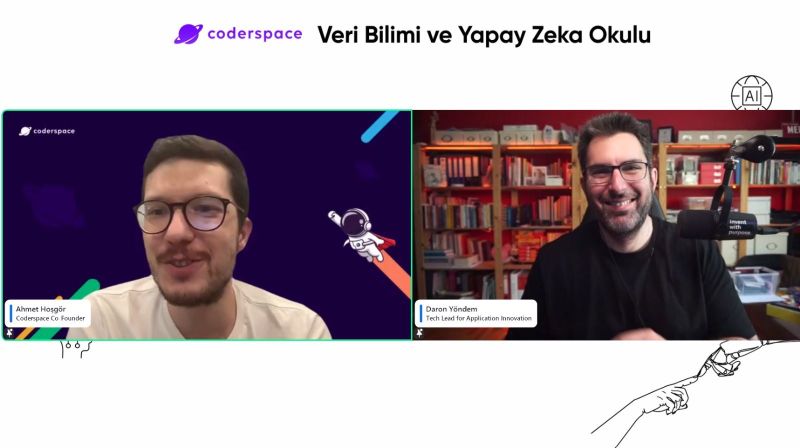 coderspace Veri Bilimi ve Yapay Zeka Okulu
AI
coderspace
invent.
with
purpose.
Ahmet Hoşgör
Coderspace Co-Founder
Daron Yöndem
Tech Lead for Application Innovation